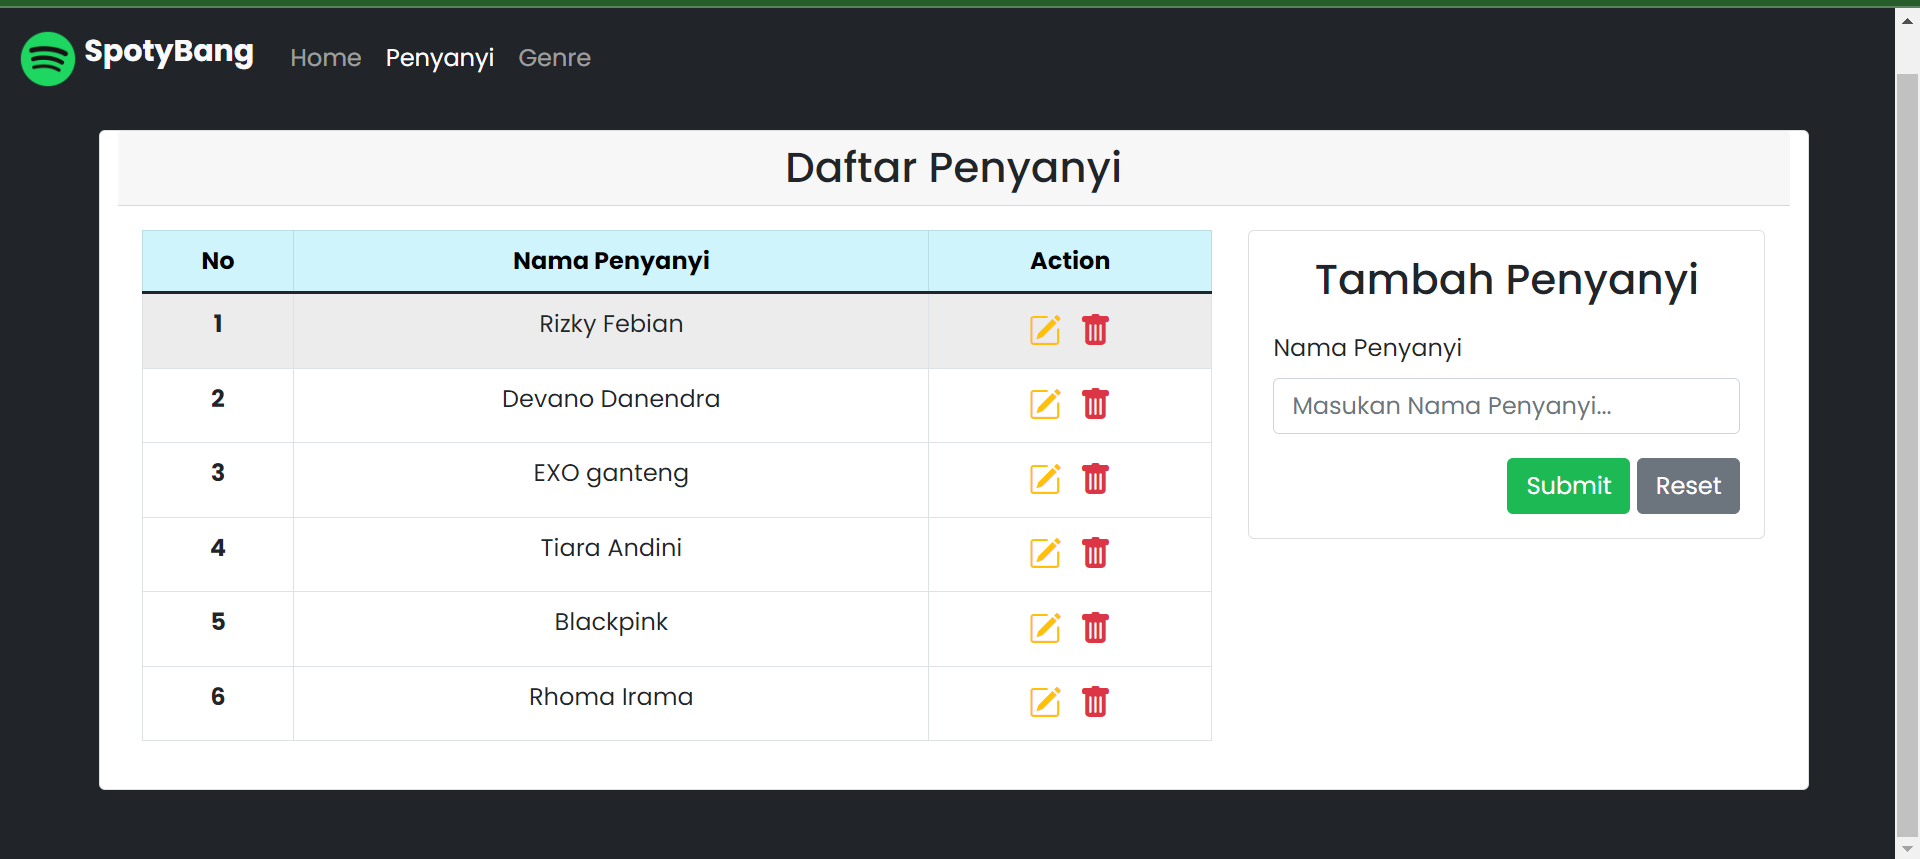 SpotyBang Home Penyanyi Genre
Daftar Penyanyi
No Nama Penyanyi Action
1 Rizky Febian
2 Devano Danendra
3 EXO ganteng
4 Tiara Andini
5 Blackpink
6 Rhoma Irama
Tambah Penyanyi
Nama Penyanyi
Masukan Nama Penyanyi...
Submit Reset